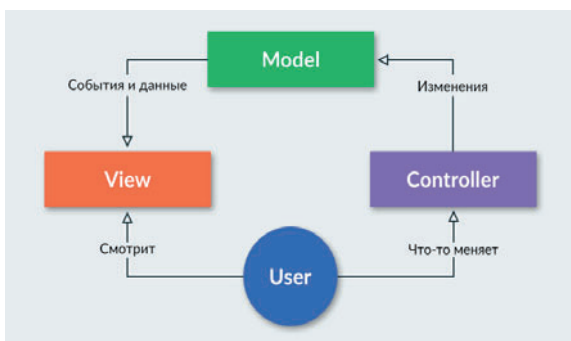 Model
События и данные
Изменения
View
Controller
Смотрит
Что-то меняет
User